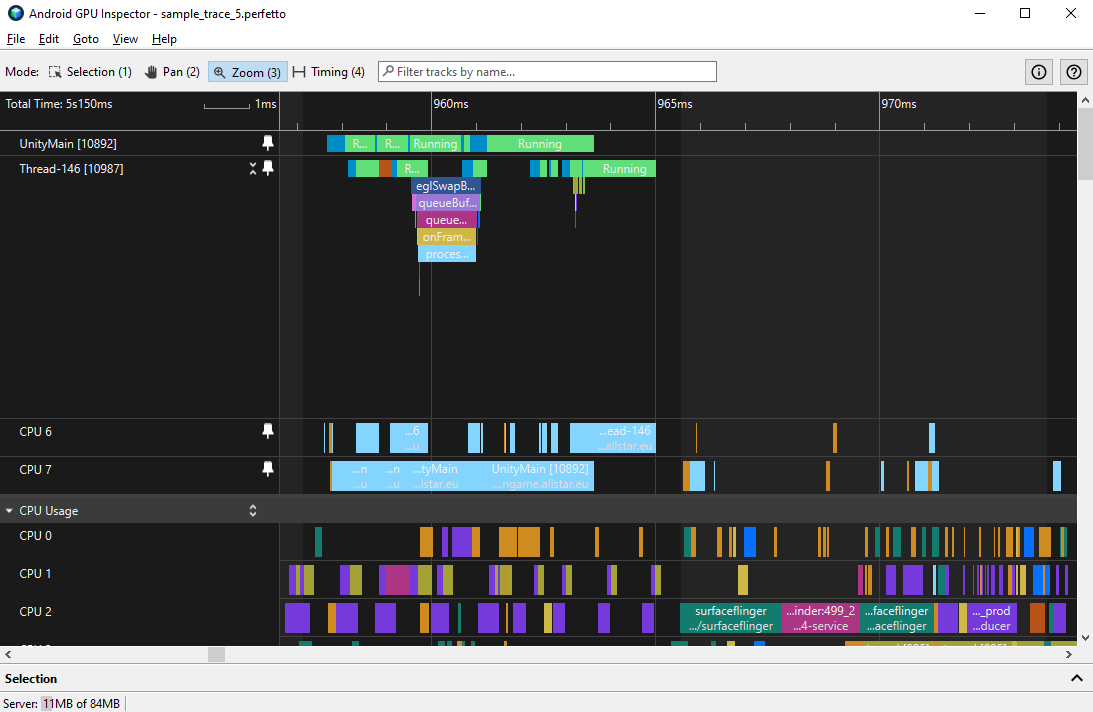 Android GPU Inspector - sample_trace_5.perfetto
File Edit Goto View Help
Mode: Selection (1) Pan (2) Zoom (3) Timing (4) Filter tracks by name...
Total Time: 5s150ms 1ms 960ms 965ms 970ms
UnityMain [10892] R... R... Running Running
Thread-146 [10987] R... Running
eglSwapB...
queueBuf...
queue...
onFram...
proces...
CPU 6 ...6 ...ead-146
...u ...allstar.eu
CPU 7 ...n ...n ...tyMain UnityMain [10892]
...u ...u ...lstar.eu ...ngame.allstar.eu
CPU Usage
CPU 0
CPU 1
CPU 2 surfaceflinger ...inder:499_2 ...faceflinger ..._prod
.../surfaceflinger ...4-service ...aceflinger ...ducer
Selection
Server: 11MB of 84MB